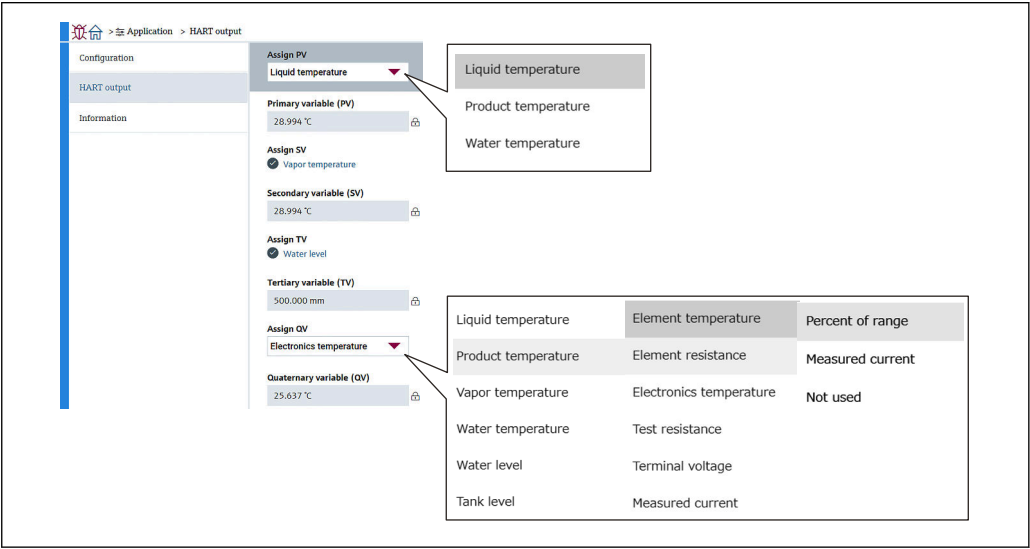 > Application > HART output
Configuration
HART output
Information
Assign PV
Liquid temperature
Primary variable (PV)
28.994 °C
Assign SV
Vapor temperature
Secondary variable (SV)
28.994 °C
Assign TV
Water level
Tertiary variable (TV)
500.000 mm
Assign QV
Electronics temperature
Quaternary variable (QV)
25.637 °C
Liquid temperature
Product temperature
Water temperature
Liquid temperature
Product temperature
Vapor temperature
Water temperature
Water level
Tank level
Element temperature
Element resistance
Electronics temperature
Test resistance
Terminal voltage
Measured current
Percent of range
Measured current
Not used